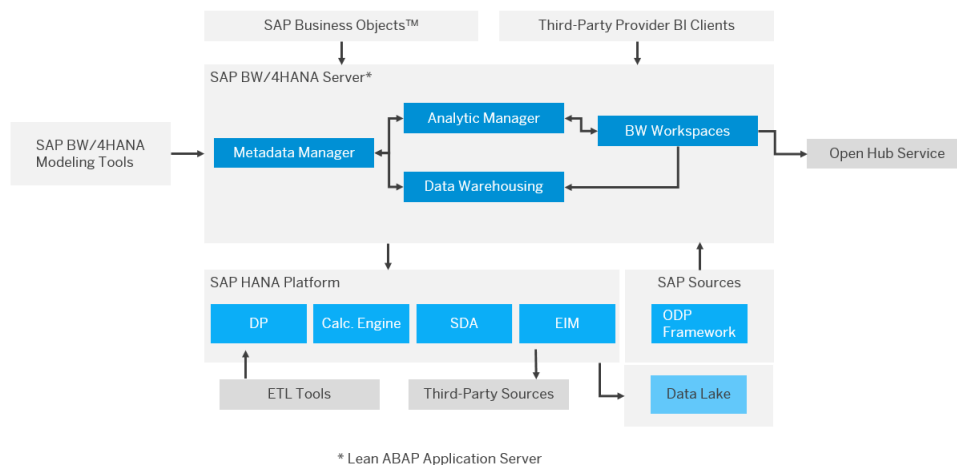 SAP Business Objects™
Third-Party Provider BI Clients
SAP BW/4HANA Server*
Analytic Manager
BW Workspaces
SAP BW/4HANA
Modeling Tools
Metadata Manager
Open Hub Service
Data Warehousing
SAP HANA Platform
SAP Sources
DP
Calc. Engine
SDA
EIM
ODP
Framework
ETL Tools
Third-Party Sources
Data Lake
* Lean ABAP Application Server